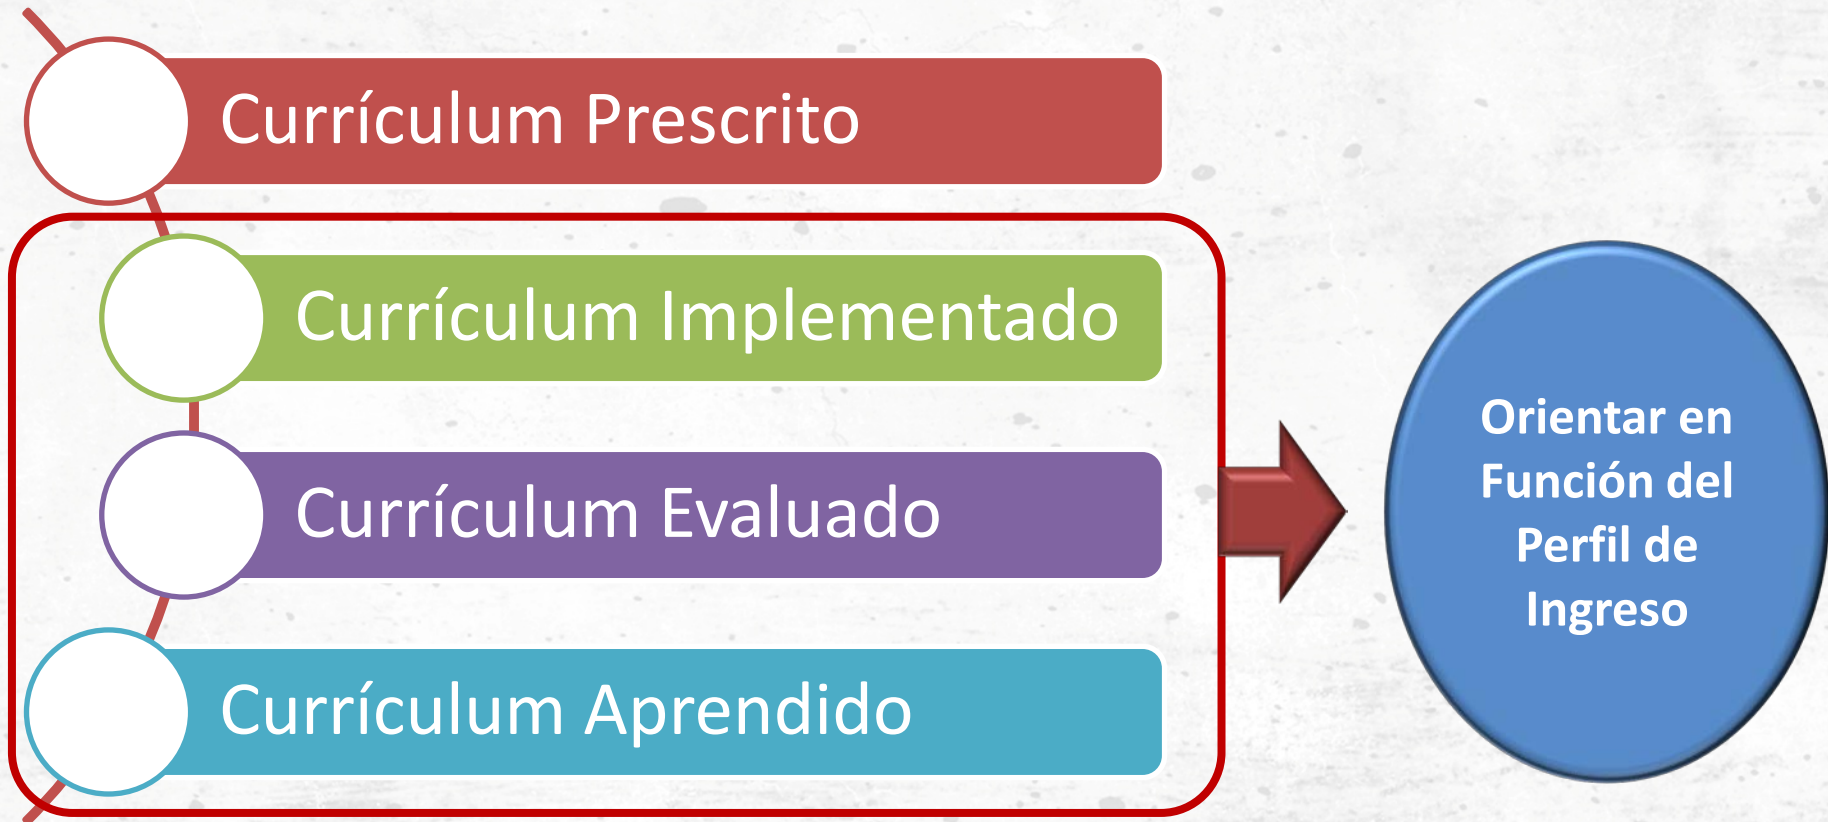 Currículum Prescrito
Currículum Implementado
Currículum Evaluado
Currículum Aprendido
Orientar en
Función del
Perfil de
Ingreso